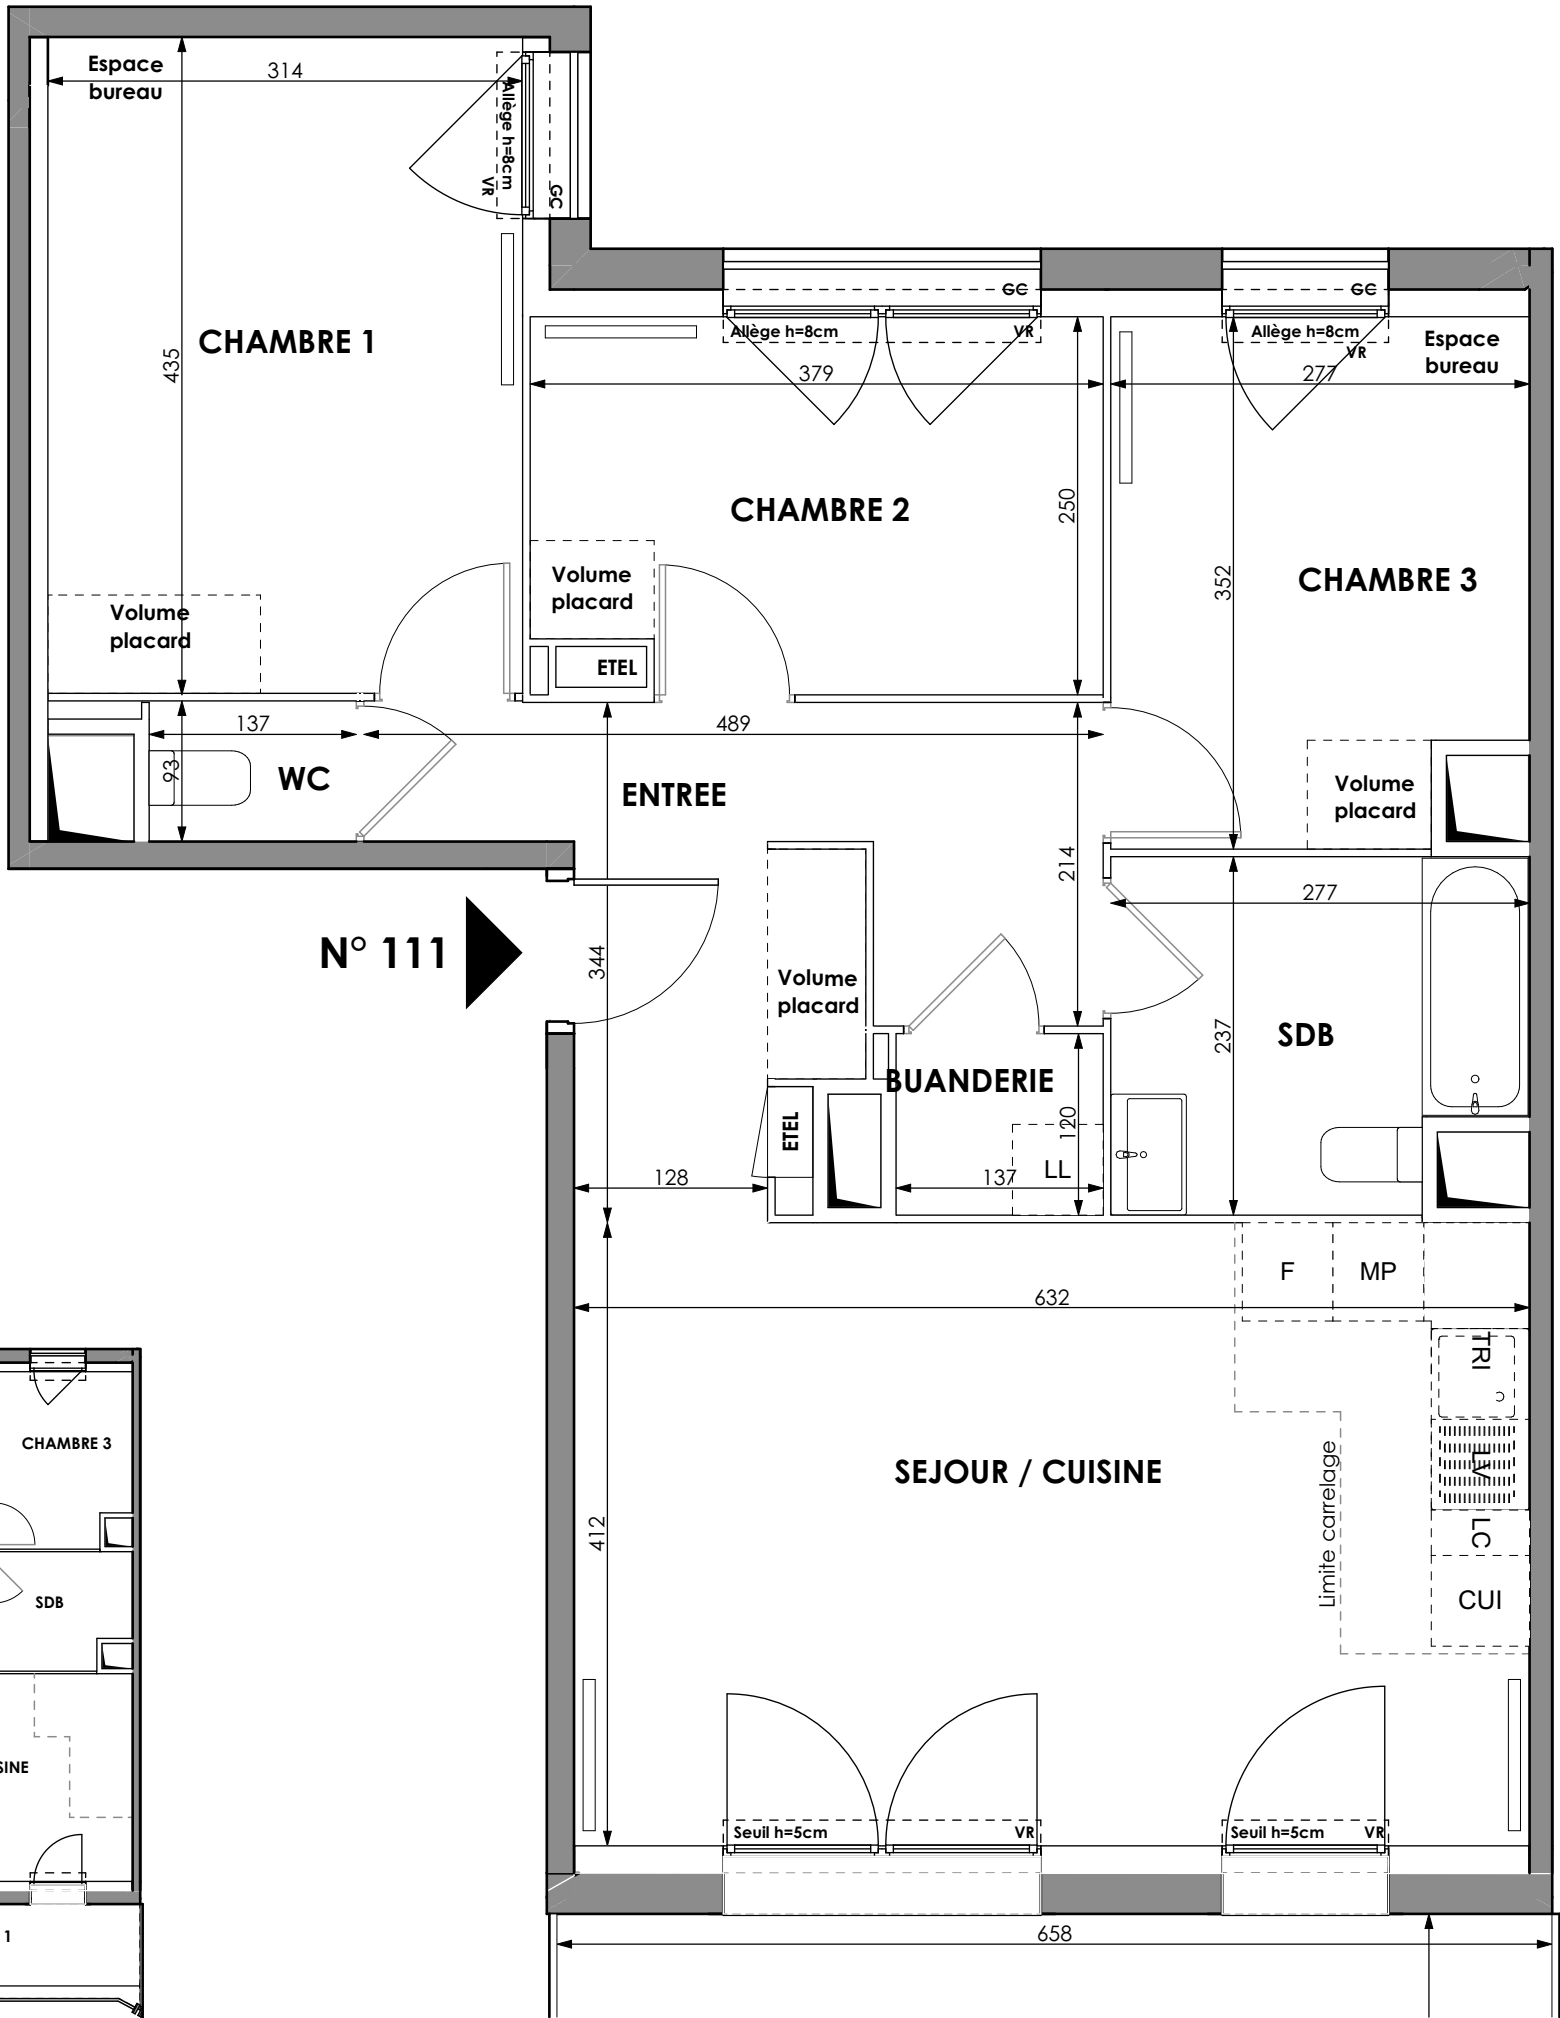 Espace
bureau
314
Allège h=8cm
VR
GC
CHAMBRE 1
435
Volume
placard
GC
Allège h=8cm
VR
379
CHAMBRE 2
250
Volume
placard
ETEL
GC
Allège h=8cm
VR
Espace
bureau
277
352
CHAMBRE 3
Volume
placard
137
93
WC
489
ENTREE
214
344
N° 111
Volume
placard
277
237
SDB
BUANDERIE
120
ETEL
128
137
LL
F
MP
632
TRI
LV
LC
CUI
SEJOUR / CUISINE
Limite carrelage
412
Seuil h=5cm
VR
Seuil h=5cm
VR
658
CHAMBRE 3
SDB
SINE
1